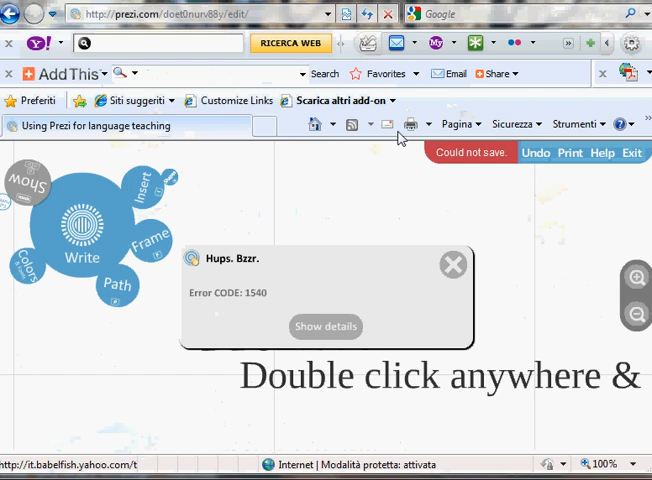 http://prezi.com/doet0nurv88y/edit/
Google
Y!
RICERCA WEB
My
AddThis
Search
Favorites
Email
Share
Preferiti
Siti suggeriti
Customize Links
Scarica altri add-on
Using Prezi for language teaching
Pagina
Sicurezza
Strumenti
Could not save.
Undo
Print
Help
Exit
Show
Insert
Write
Frame
Colors
Path
Hups. Bzzr.
Error CODE: 1540
Show details
Double click anywhere &
http://it.babelfish.yahoo.com/t
Internet | Modalità protetta: attivata
100%